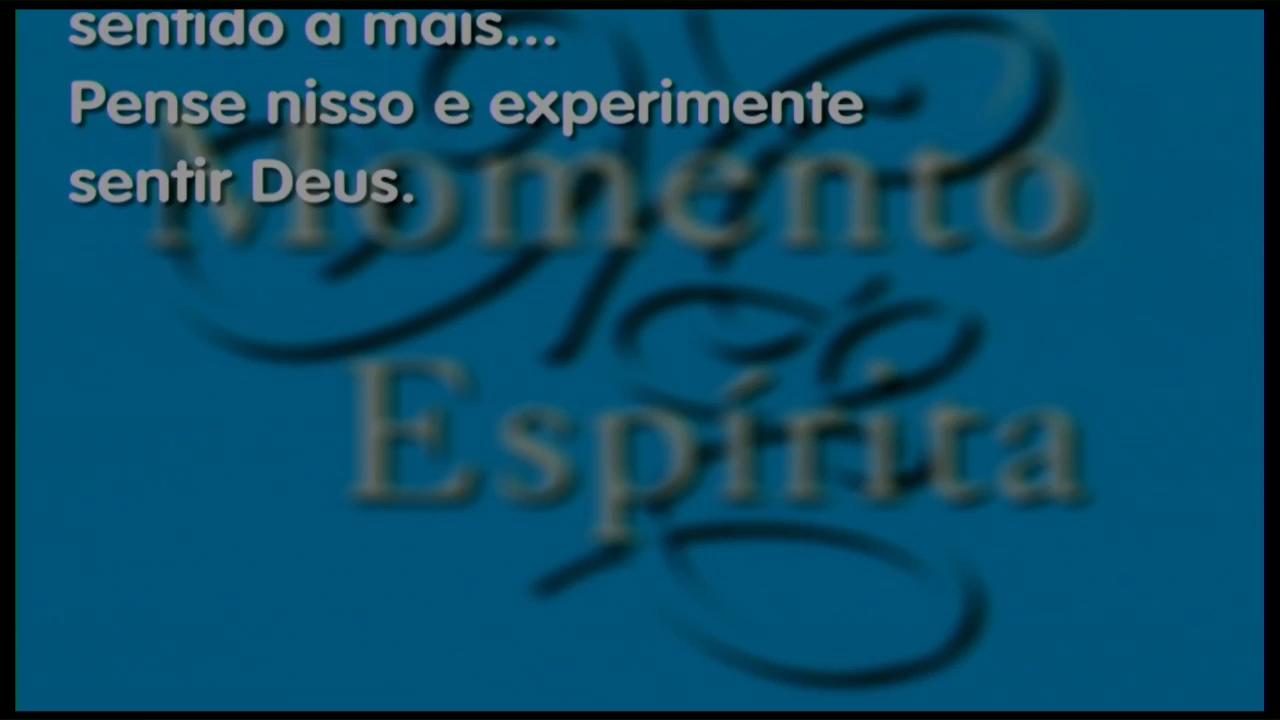 sentido a mais...
Pense nisso e experimente
sentir Deus.
Momento
Espírita